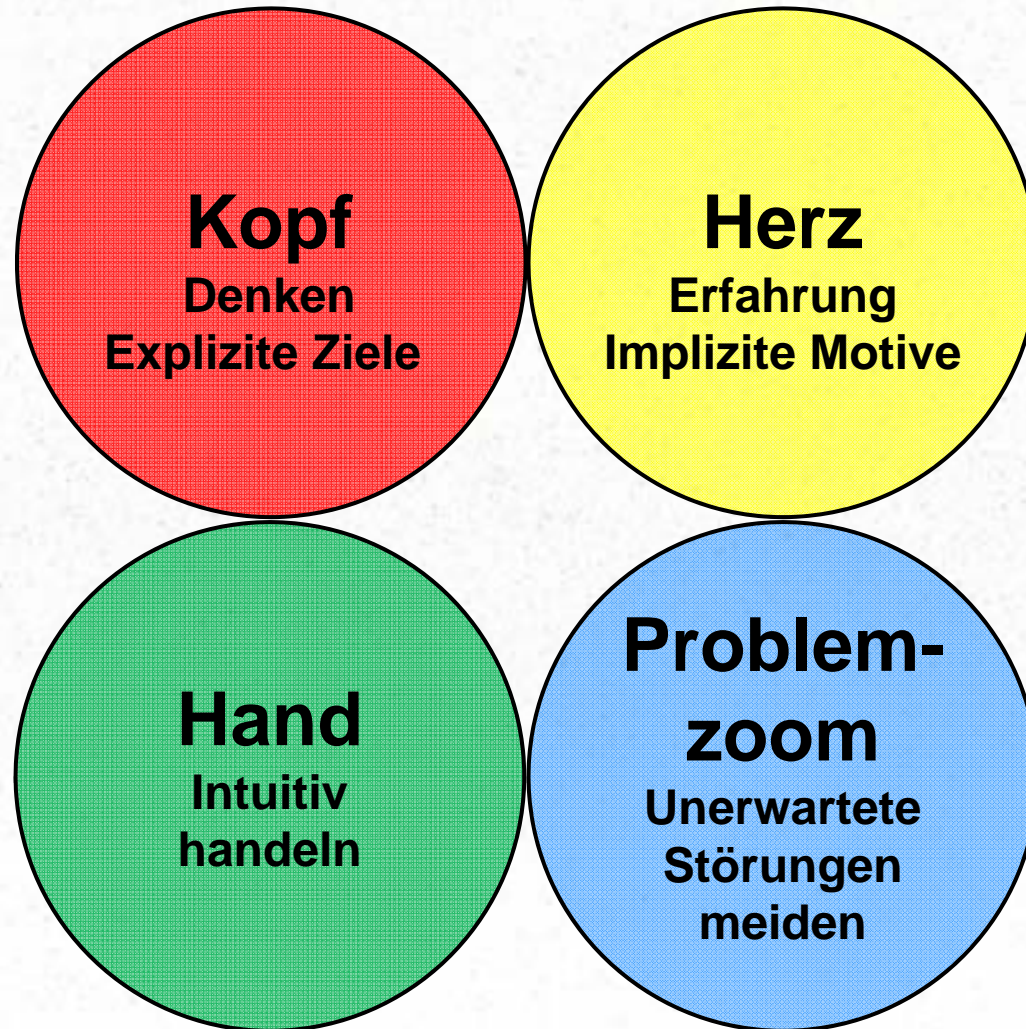 Kopf
Denken
Explizite Ziele
Herz
Erfahrung
Implizite Motive
Hand
Intuitiv
handeln
Problem-
zoom
Unerwartete
Störungen
meiden